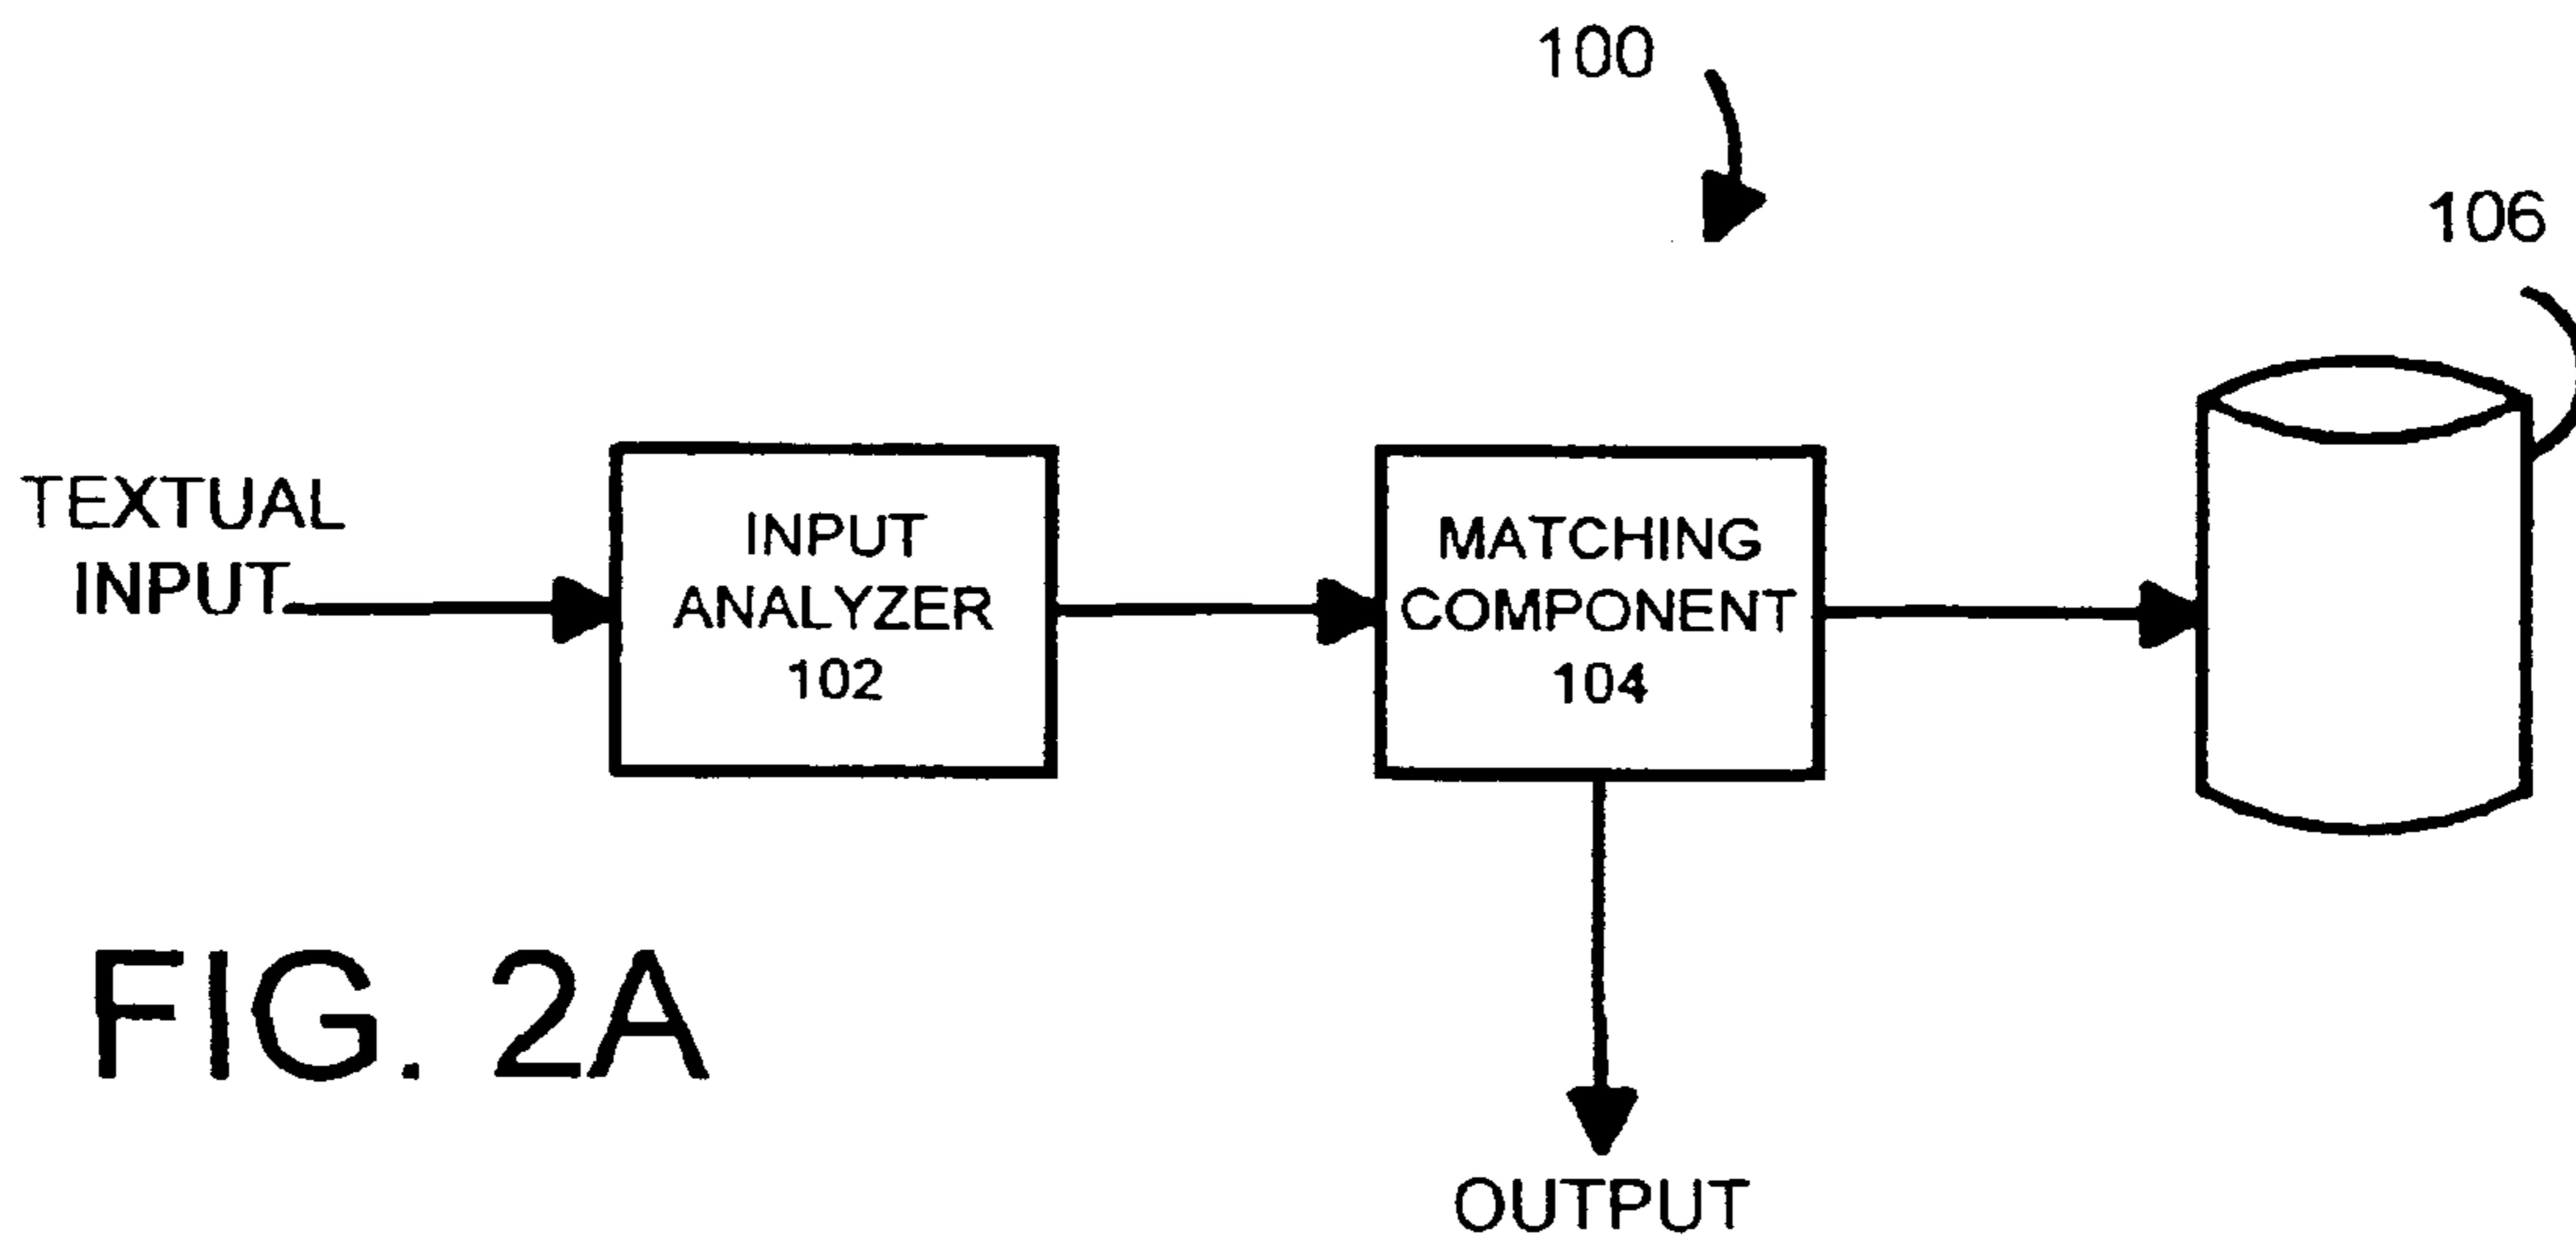 100
106
TEXTUAL
INPUT
INPUT
ANALYZER
102
MATCHING
COMPONENT
104
FIG. 2A
OUTPUT